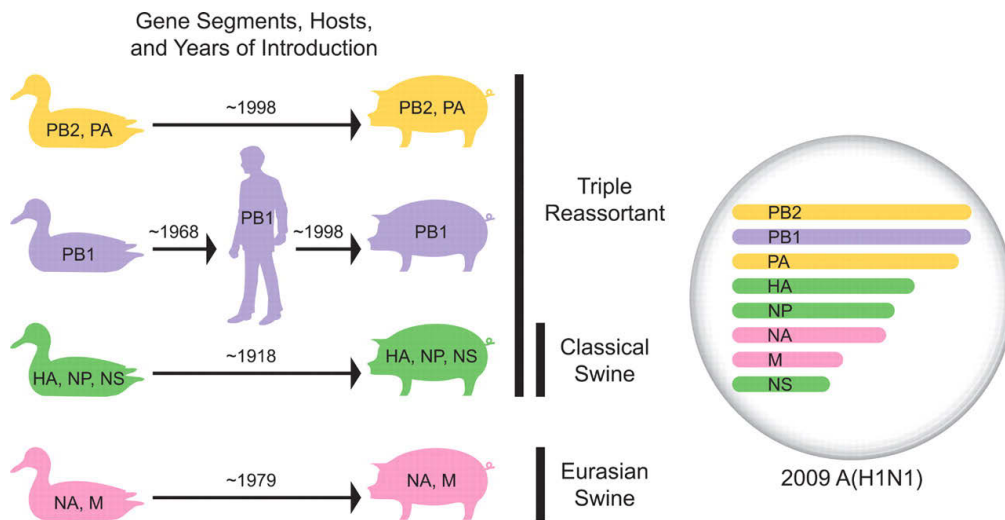 Gene Segments, Hosts,
and Years of Introduction
PB2, PA
~1998
PB2, PA
PB1
~1968
PB1
~1998
PB1
HA, NP, NS
~1918
HA, NP, NS
NA, M
~1979
NA, M
Triple
Reassortant
Classical
Swine
Eurasian
Swine
PB2
PB1
PA
HA
NP
NA
M
NS
2009 A(H1N1)